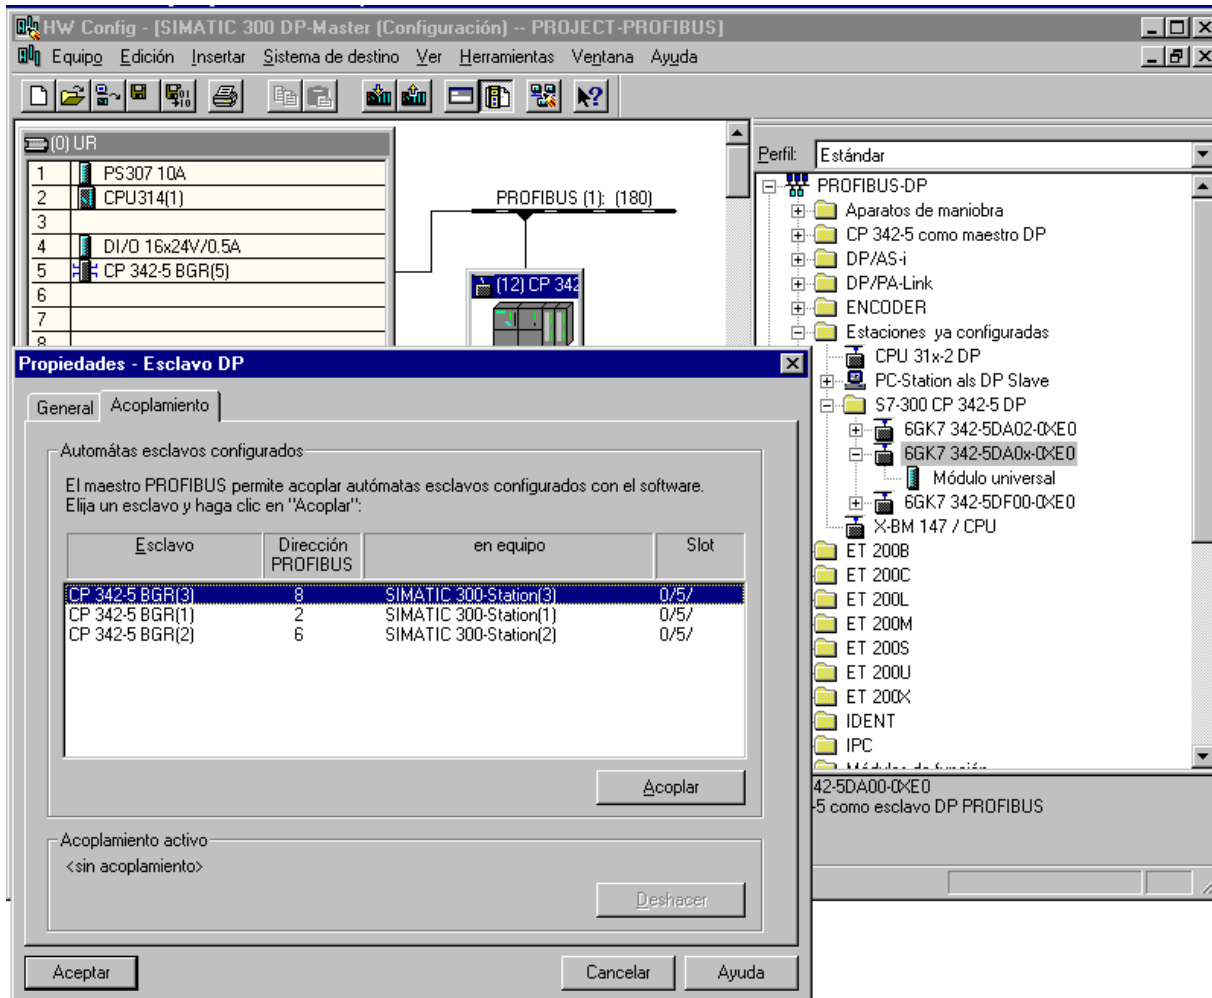 HW Config - [SIMATIC 300 DP-Master (Configuración) -- PROJECT-PROFIBUS]
Equipo Edición Insertar Sistema de destino Ver Herramientas Ventana Ayuda
(0) UR
1 PS307 10A
2 CPU314(1)
3
4 DI/O 16x24V/0.5A
5 CP 342-5 BGR(5)
6
7
8
PROFIBUS (1): (180)
(12) CP 342
Perfil: Estándar
PROFIBUS-DP
Aparatos de maniobra
CP 342-5 como maestro DP
DP/AS-i
DP/PA-Link
ENCODER
Estaciones ya configuradas
CPU 31x-2 DP
PC-Station als DP Slave
S7-300 CP 342-5 DP
6GK7 342-5DA02-0XE0
6GK7 342-5DA0x-0XE0
Módulo universal
6GK7 342-5DF00-0XE0
X-BM 147 / CPU
ET 200B
ET 200C
ET 200L
ET 200M
ET 200S
ET 200U
ET 200X
IDENT
IPC
Módulos de función
42-5DA00-0XE0
-5 como esclavo DP PROFIBUS
Propiedades - Esclavo DP
General Acoplamiento
Automátas esclavos configurados
El maestro PROFIBUS permite acoplar autómatas esclavos configurados con el software.
Elija un esclavo y haga clic en "Acoplar":
Esclavo Dirección PROFIBUS en equipo Slot
CP 342-5 BGR(3) 8 SIMATIC 300-Station(3) 0/5/
CP 342-5 BGR(1) 2 SIMATIC 300-Station(1) 0/5/
CP 342-5 BGR(2) 6 SIMATIC 300-Station(2) 0/5/
Acoplar
Acoplamiento activo
<sin acoplamiento>
Deshacer
Aceptar Cancelar Ayuda